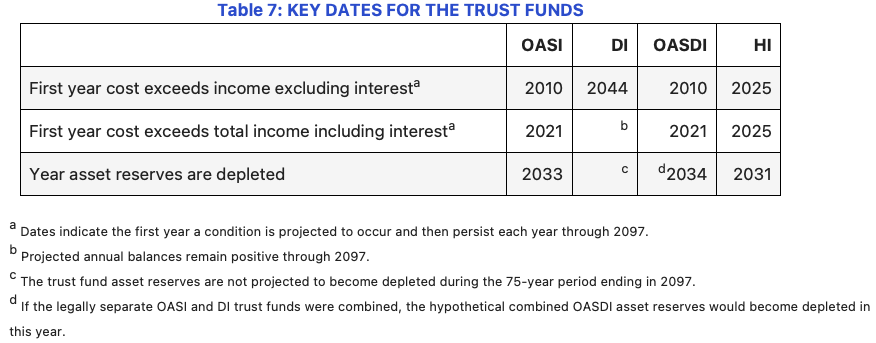 Table 7: KEY DATES FOR THE TRUST FUNDS
OASI DI OASDI HI
First year cost exceeds income excluding interestᵃ 2010 2044 2010 2025
First year cost exceeds total income including interestᵃ 2021 ᵇ 2021 2025
Year asset reserves are depleted 2033 ᶜ ᵈ2034 2031
ᵃ Dates indicate the first year a condition is projected to occur and then persist each year through 2097.
ᵇ Projected annual balances remain positive through 2097.
ᶜ The trust fund asset reserves are not projected to become depleted during the 75-year period ending in 2097.
ᵈ If the legally separate OASI and DI trust funds were combined, the hypothetical combined OASDI asset reserves would become depleted in
this year.